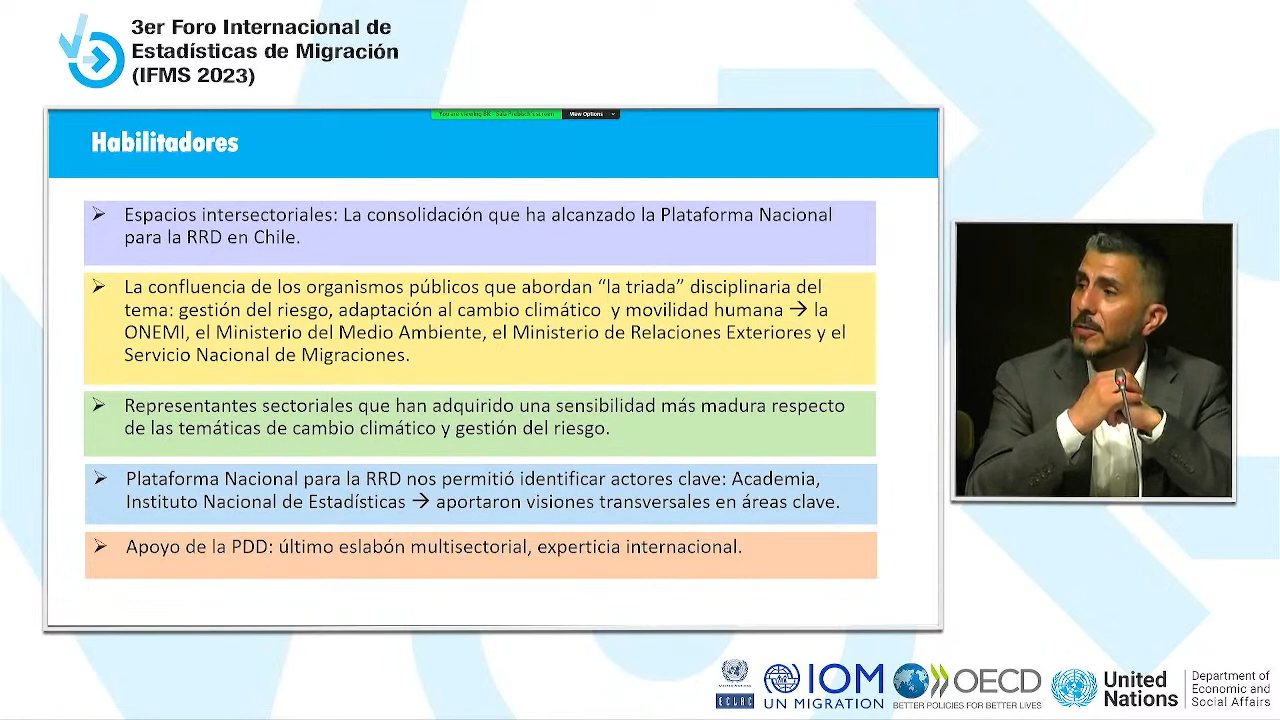 3er Foro Internacional de
Estadísticas de Migración
(IFMS 2023)
You are viewing BK - Sala Prebisch's screen
View Options
Habilitadores
➢ Espacios intersectoriales: La consolidación que ha alcanzado la Plataforma Nacional
para la RRD en Chile.
➢ La confluencia de los organismos públicos que abordan “la triada” disciplinaria del
tema: gestión del riesgo, adaptación al cambio climático y movilidad humana → la
ONEMI, el Ministerio del Medio Ambiente, el Ministerio de Relaciones Exteriores y el
Servicio Nacional de Migraciones.
➢ Representantes sectoriales que han adquirido una sensibilidad más madura respecto
de las temáticas de cambio climático y gestión del riesgo.
➢ Plataforma Nacional para la RRD nos permitió identificar actores clave: Academia,
Instituto Nacional de Estadísticas → aportaron visiones transversales en áreas clave.
➢ Apoyo de la PDD: último eslabón multisectorial, experticia internacional.
ECLAC
IOM
UN MIGRATION
OECD
BETTER POLICIES FOR BETTER LIVES
United
Nations
Department of
Economic and
Social Affairs